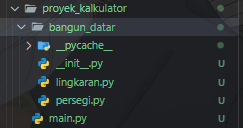 proyek_kalkulator
bangun_datar
__pycache__
__init__.py U
lingkaran.py U
persegi.py U
main.py U